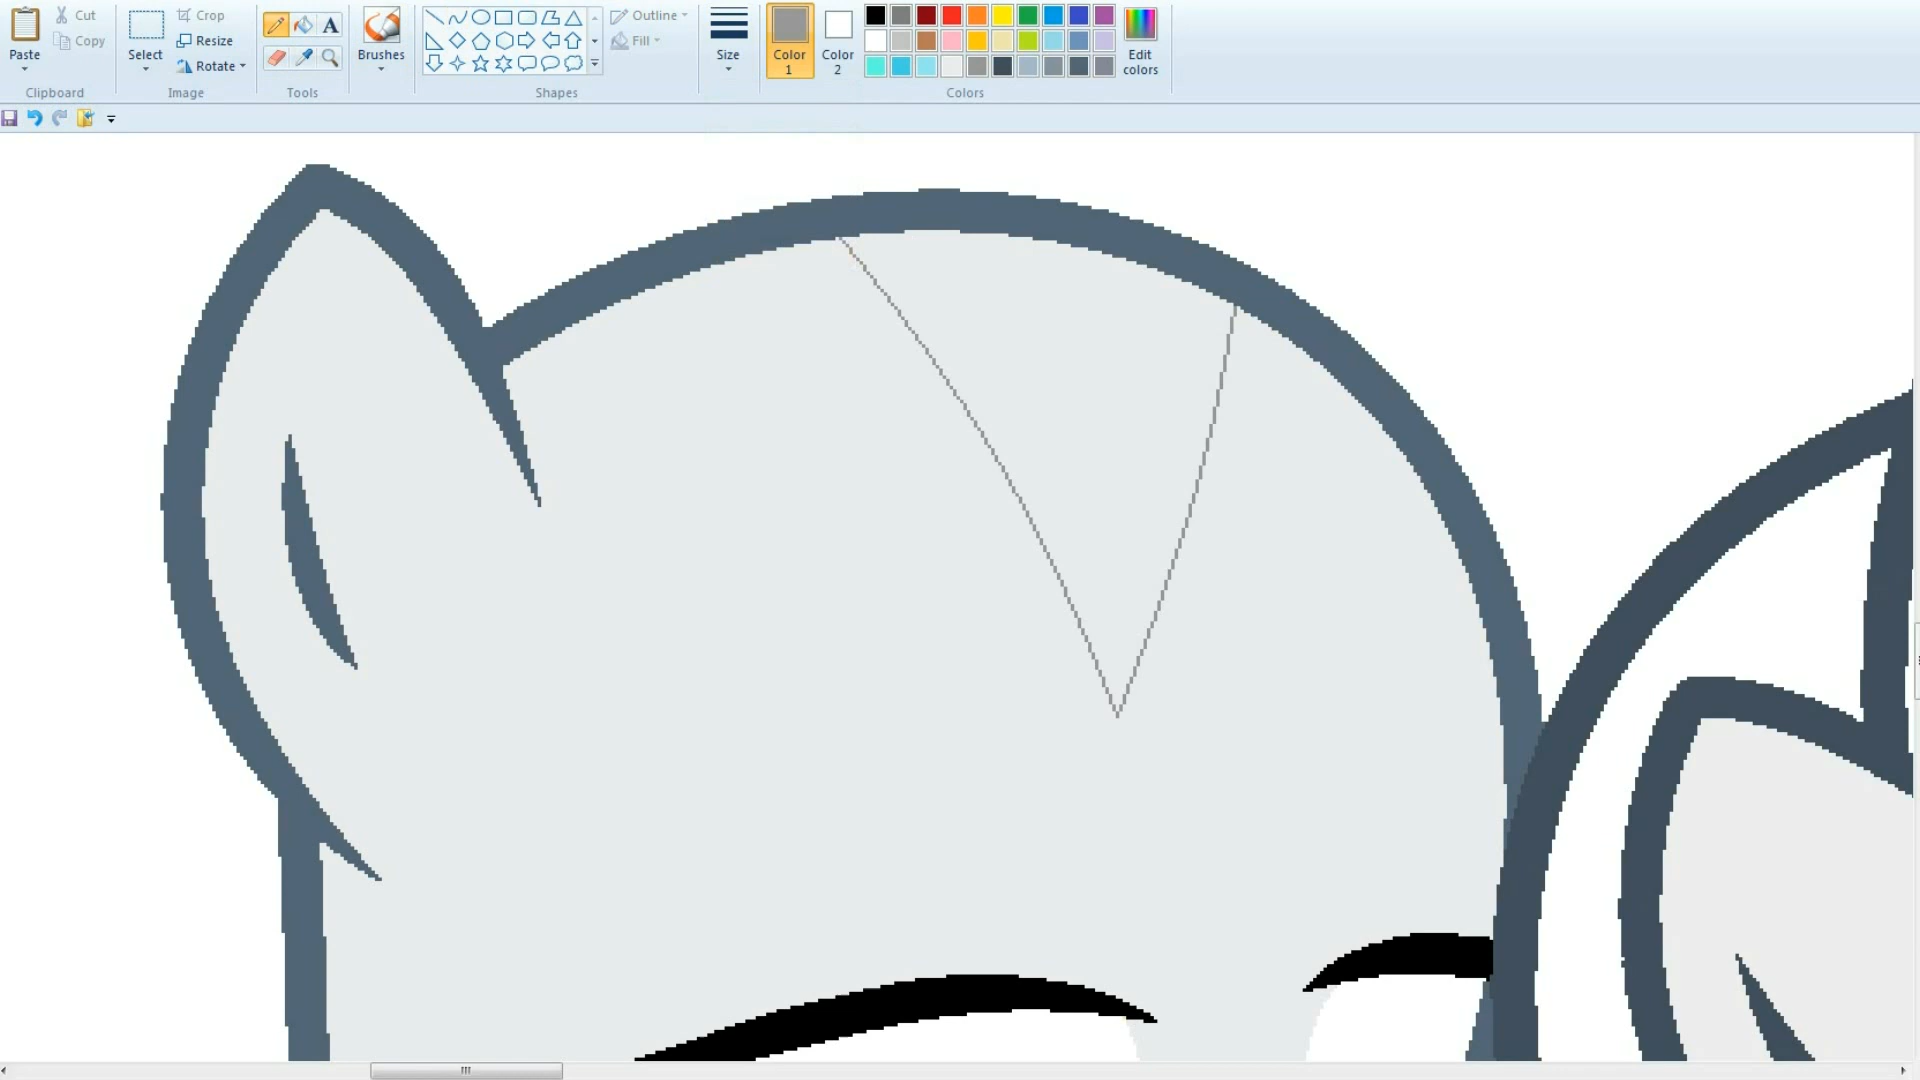 Paste
Cut
Copy
Clipboard
Select
Crop
Resize
Rotate
Image
A
Tools
Brushes
Outline
Fill
Shapes
Size
Color
1
Color
2
Edit
colors
Colors